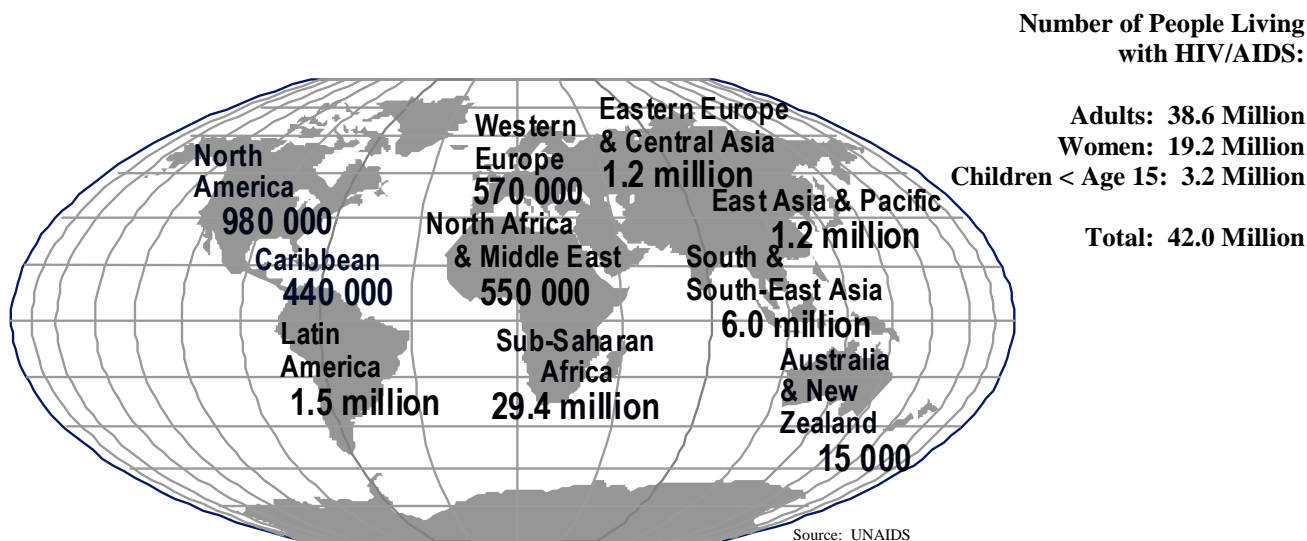 Number of People Living
with HIV/AIDS:
Adults: 38.6 Million
Women: 19.2 Million
Children < Age 15: 3.2 Million
Total: 42.0 Million
North
America
980 000
Caribbean
440 000
Latin
America
1.5 million
Western
Europe
570 000
North Africa
& Middle East
550 000
Sub-Saharan
Africa
29.4 million
Eastern Europe
& Central Asia
1.2 million
East Asia & Pacific
1.2 million
South &
South-East Asia
6.0 million
Australia
& New
Zealand
15 000
Source: UNAIDS